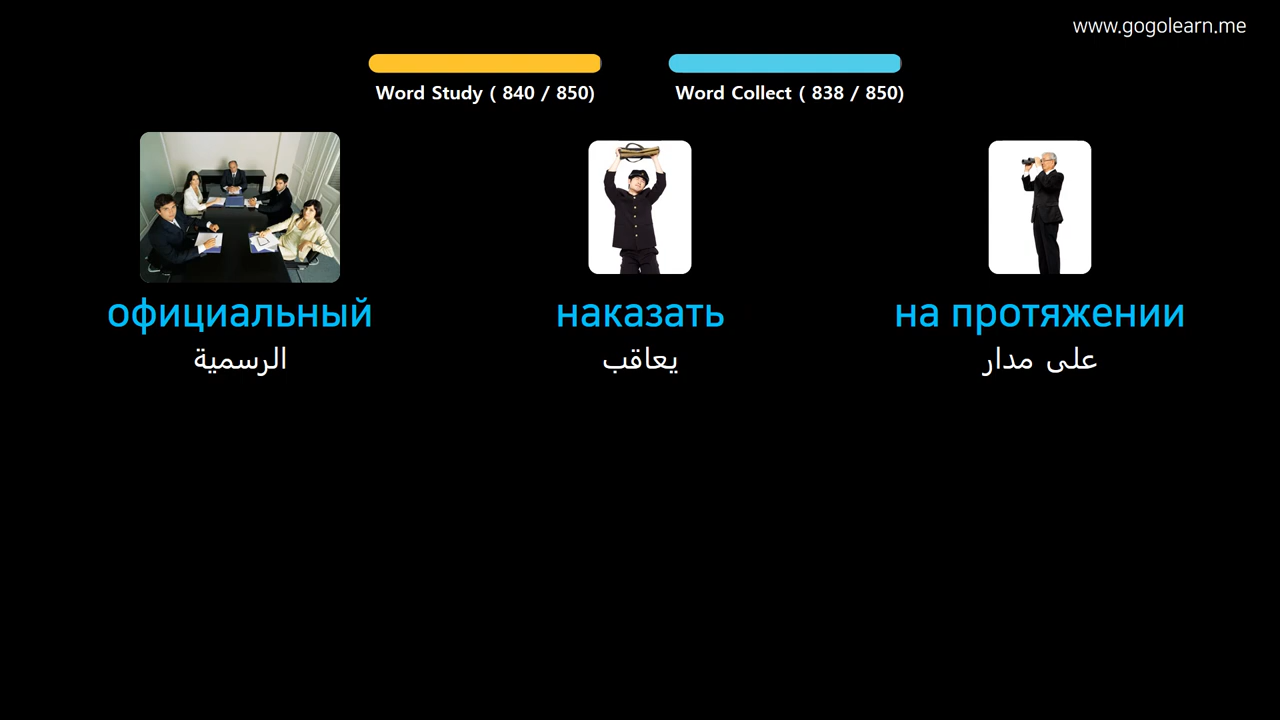 www.gogolearn.me
Word Study ( 840 / 850)
Word Collect ( 838 / 850)
официальный
الرسمية
наказать
يعاقب
на протяжении
على مدار